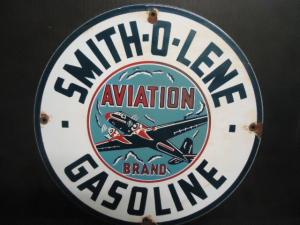 SMITH-O-LENE
AVIATION
BRAND
GASOLINE